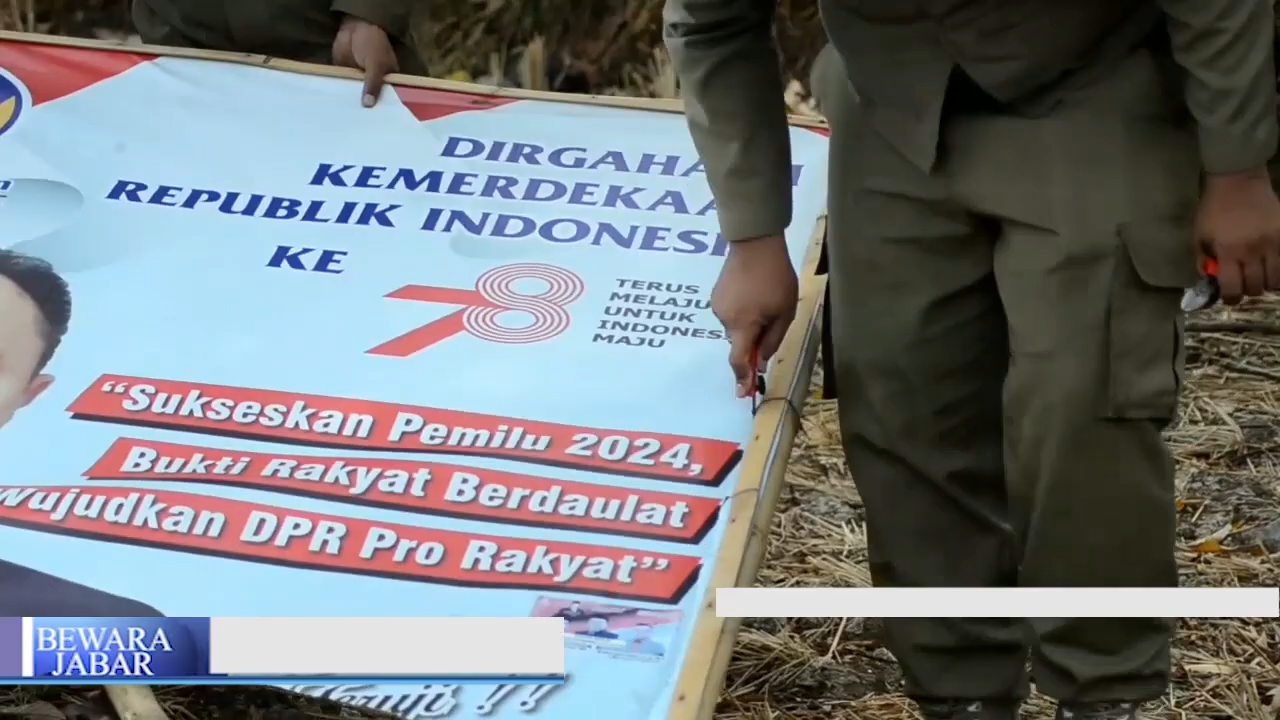 DIRGAHA
KEMERDEKAA
REPUBLIK INDONESI
KE
78
TERUS
MELAJU
UNTUK
INDONES
MAJU
“Sukseskan Pemilu 2024,
Bukti Rakyat Berdaulat
wujudkan DPR Pro Rakyat”
BEWARA
JABAR